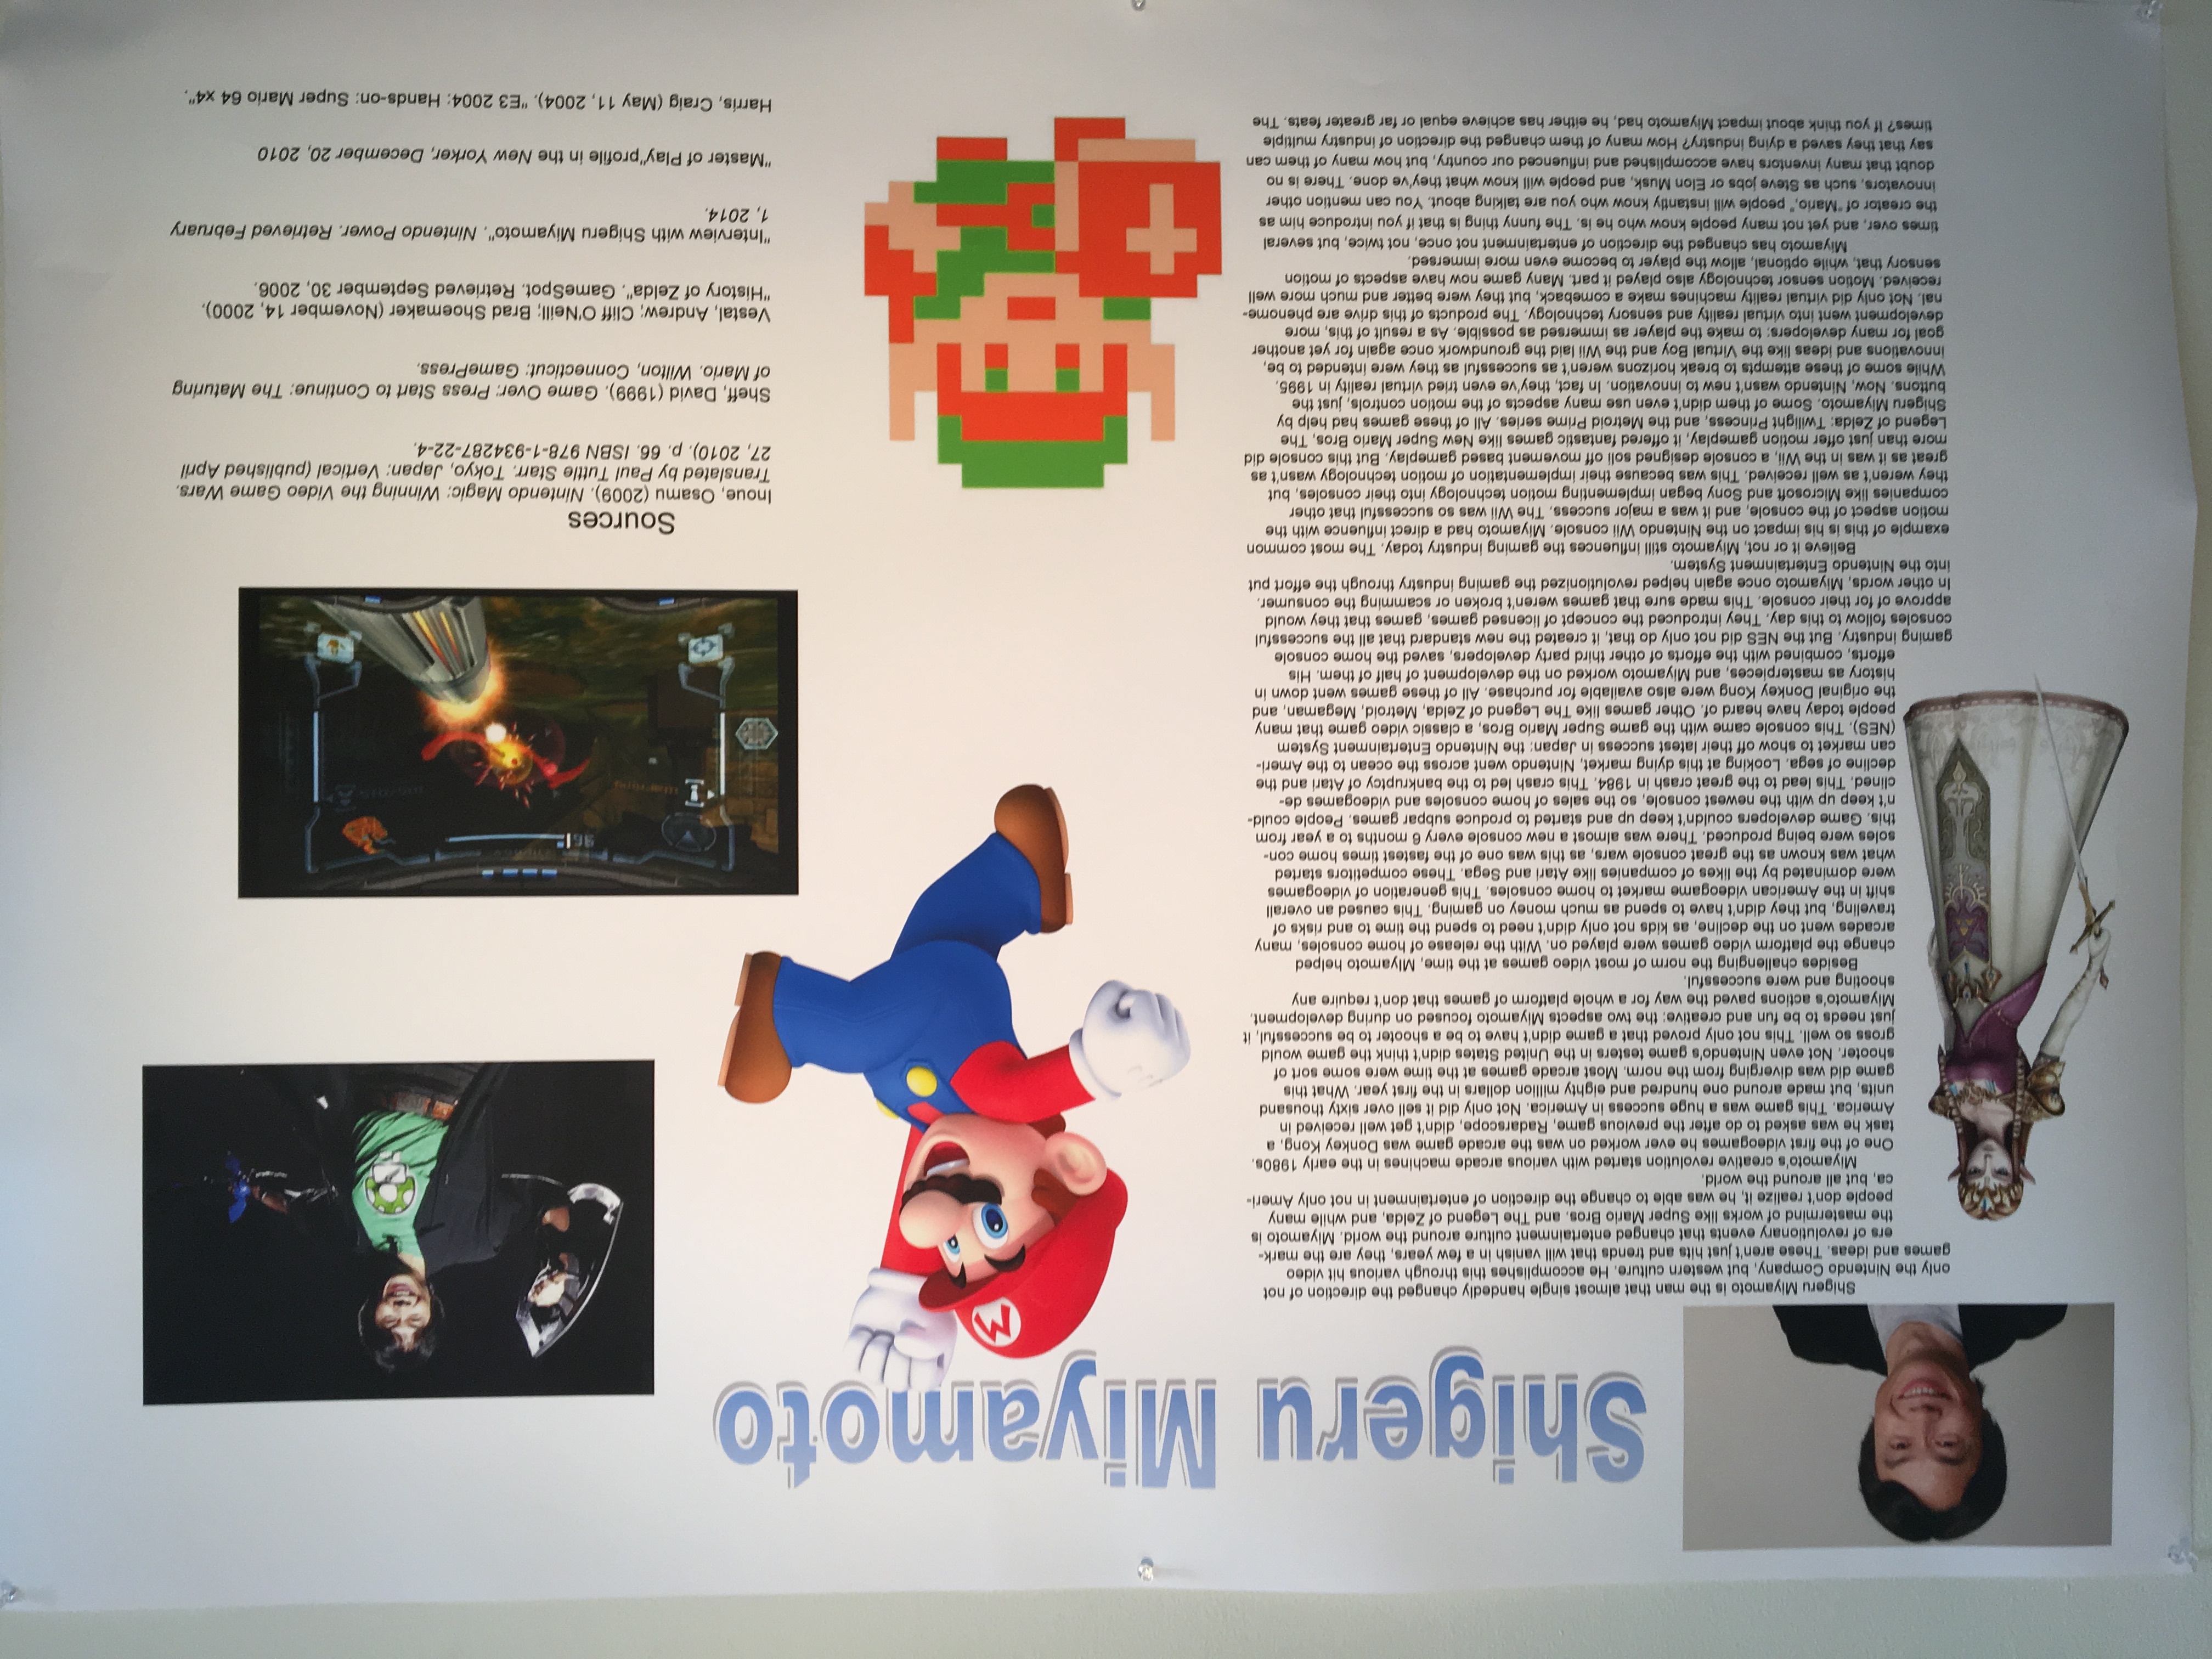 Shigeru Miyamoto
Shigeru Miyamoto is the man that almost single handedly changed the direction of not
only the Nintendo Company, but western culture. He accomplishes this through various hit video
games and ideas. These aren't just hits and trends that will vanish in a few years, they are the mark-
ers of revolutionary events that changed entertainment culture around the world. Miyamoto is
the mastermind of works like Super Mario Bros. and The Legend of Zelda, and while many
people don't realize it, he was able to change the direction of entertainment in not only Ameri-
ca, but all around the world.
Miyamoto's creative revolution started with various arcade machines in the early 1980s.
One of the first videogames he ever worked on was the arcade game was Donkey Kong, a
task he was asked to do after the previous game, Radarscope, didn't get well received in
America. This game was a huge success in America. Not only did it sell over sixty thousand
units, but made around one hundred and eighty million dollars in the first year. What this
game did was diverging from the norm. Most arcade games at the time were some sort of
shooter. Not even Nintendo's game testers in the United States didn't think the game would
gross so well. This not only proved that a game didn't have to be a shooter to be successful, it
just needs to be fun and creative: the two aspects Miyamoto focused on during development.
Miyamoto's actions paved the way for a whole platform of games that don't require any
shooting and were successful.
Besides challenging the norm of most video games at the time, MIyamoto helped
change the platform video games were played on. With the release of home consoles, many
arcades went on the decline, as kids not only didn't need to spend the time to and risks of
traveling, but they didn't have to spend as much money on gaming. This caused an overall
shift in the American videogame market to home consoles. This generation of videogames
were dominated by the likes of companies like Atari and Sega. These competitors started
what was known as the great console wars, as this was one of the fastest times home con-
soles were being produced. There was almost a new console every 6 months to a year from
this. Game developers couldn't keep up and started to produce subpar games. People could-
n't keep up with the newest console, so the sales of home consoles and videogames de-
clined. This lead to the great crash in 1984. This crash led to the bankruptcy of Atari and the
decline of sega. Looking at this dying market, Nintendo went across the ocean to the Ameri-
can market to show off their latest success in Japan: the Nintendo Entertainment System
(NES). This console came with the game Super Mario Bros, a classic video game that many
people today have heard of. Other games like The Legend of Zelda, Metroid, Megaman, and
the original Donkey Kong were also available for purchase. All of these games went down in
history as masterpieces, and Miyamoto worked on the development of half of them. His
efforts, combined with the efforts of other third party developers, saved the home console
gaming industry. But the NES did not only do that, it created the new standard that all the successful
consoles follow to this day. They introduced the concept of licensed games, games that they would
approve of for their console. This made sure that games weren't broken or scamming the consumer.
In other words, Miyamoto once again helped revolutionized the gaming industry through the effort put
into the Nintendo Entertainment System.
Believe it or not, Miyamoto still influences the gaming industry today. The most common
example of this is his impact on the Nintendo Wii console. Miyamoto had a direct influence with the
motion aspect of the console, and it was a major success. The Wii was so successful that other
companies like Microsoft and Sony began implementing motion technology into their consoles, but
they weren't as well received. This was because their implementation of motion technology wasn't as
great as it was in the Wii, a console designed soli off movement based gameplay. But this console did
more than just offer motion gameplay, it offered fantastic games like New Super Mario Bros, The
Legend of Zelda: Twilight Princess, and the Metroid Prime series. All of these games had help by
Shigeru Miyamoto. Some of them didn't even use many aspects of the motion controls, just the
buttons. Now, Nintendo wasn't new to innovation. In fact, they've even tried virtual reality in 1995.
While some of these attempts to break horizons weren't as successful as they were intended to be,
innovations and ideas like the Virtual Boy and the Wii laid the groundwork once again for yet another
goal for many developers: to make the player as immersed as possible. As a result of this, more
development went into virtual reality and sensory technology. The products of this drive are phenome-
nal. Not only did virtual reality machines make a comeback, but they were better and much more well
received. Motion sensor technology also played it part. Many game now have aspects of motion
sensory that, while optional, allow the player to become even more immersed.
Miyamoto has changed the direction of entertainment not once, not twice, but several
times over, and yet not many people know who he is. The funny thing is that if you introduce him as
the creator of "Mario," people will instantly know who you are talking about. You can mention other
innovators, such as Steve jobs or Elon Musk, and people will know what they've done. There is no
doubt that many inventors have accomplished and influenced our country, but how many of them can
say that they saved a dying industry? How many of them changed the direction of industry multiple
times? If you think about impact Miyamoto had, he either has achieve equal or far greater feats. The
M
96
Sources
Inoue, Osamu (2009). Nintendo Magic: Winning the Video Game Wars.
Translated by Paul Tuttle Starr. Tokyo, Japan: Vertical (published April
27, 2010). p. 66. ISBN 978-1-934287-22-4.
Sheff, David (1999). Game Over: Press Start to Continue: The Maturing
of Mario. Wilton, Connecticut: GamePress.
Vestal, Andrew; Cliff O'Neill; Brad Shoemaker (November 14, 2000).
"History of Zelda". GameSpot. Retrieved September 30, 2006.
"Interview with Shigeru Miyamoto". Nintendo Power. Retrieved February
1, 2014.
"Master of Play"profile in the New Yorker, December 20, 2010
Harris, Craig (May 11, 2004). "E3 2004: Hands-on: Super Mario 64 x4".